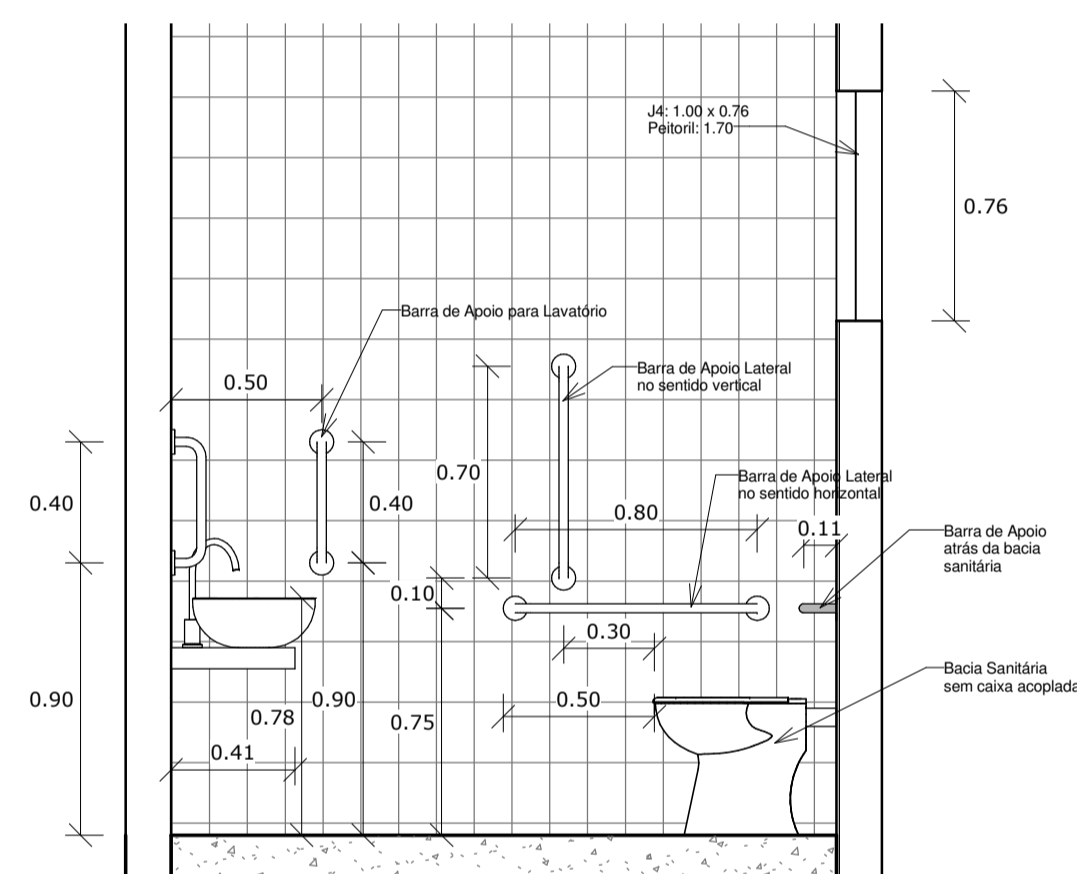 J4: 1.00 x 0.76
Peitoril: 1.70
0.76
Barra de Apoio para Lavatório
Barra de Apoio Lateral
no sentido vertical
0.50
0.70
Barra de Apoio Lateral
no sentido horizontal
0.40
0.40
0.80
0.11
Barra de Apoio
atrás da bacia
sanitária
0.10
0.30
Bacia Sanitária
sem caixa acoplada
0.90
0.90
0.50
0.78
0.75
0.41